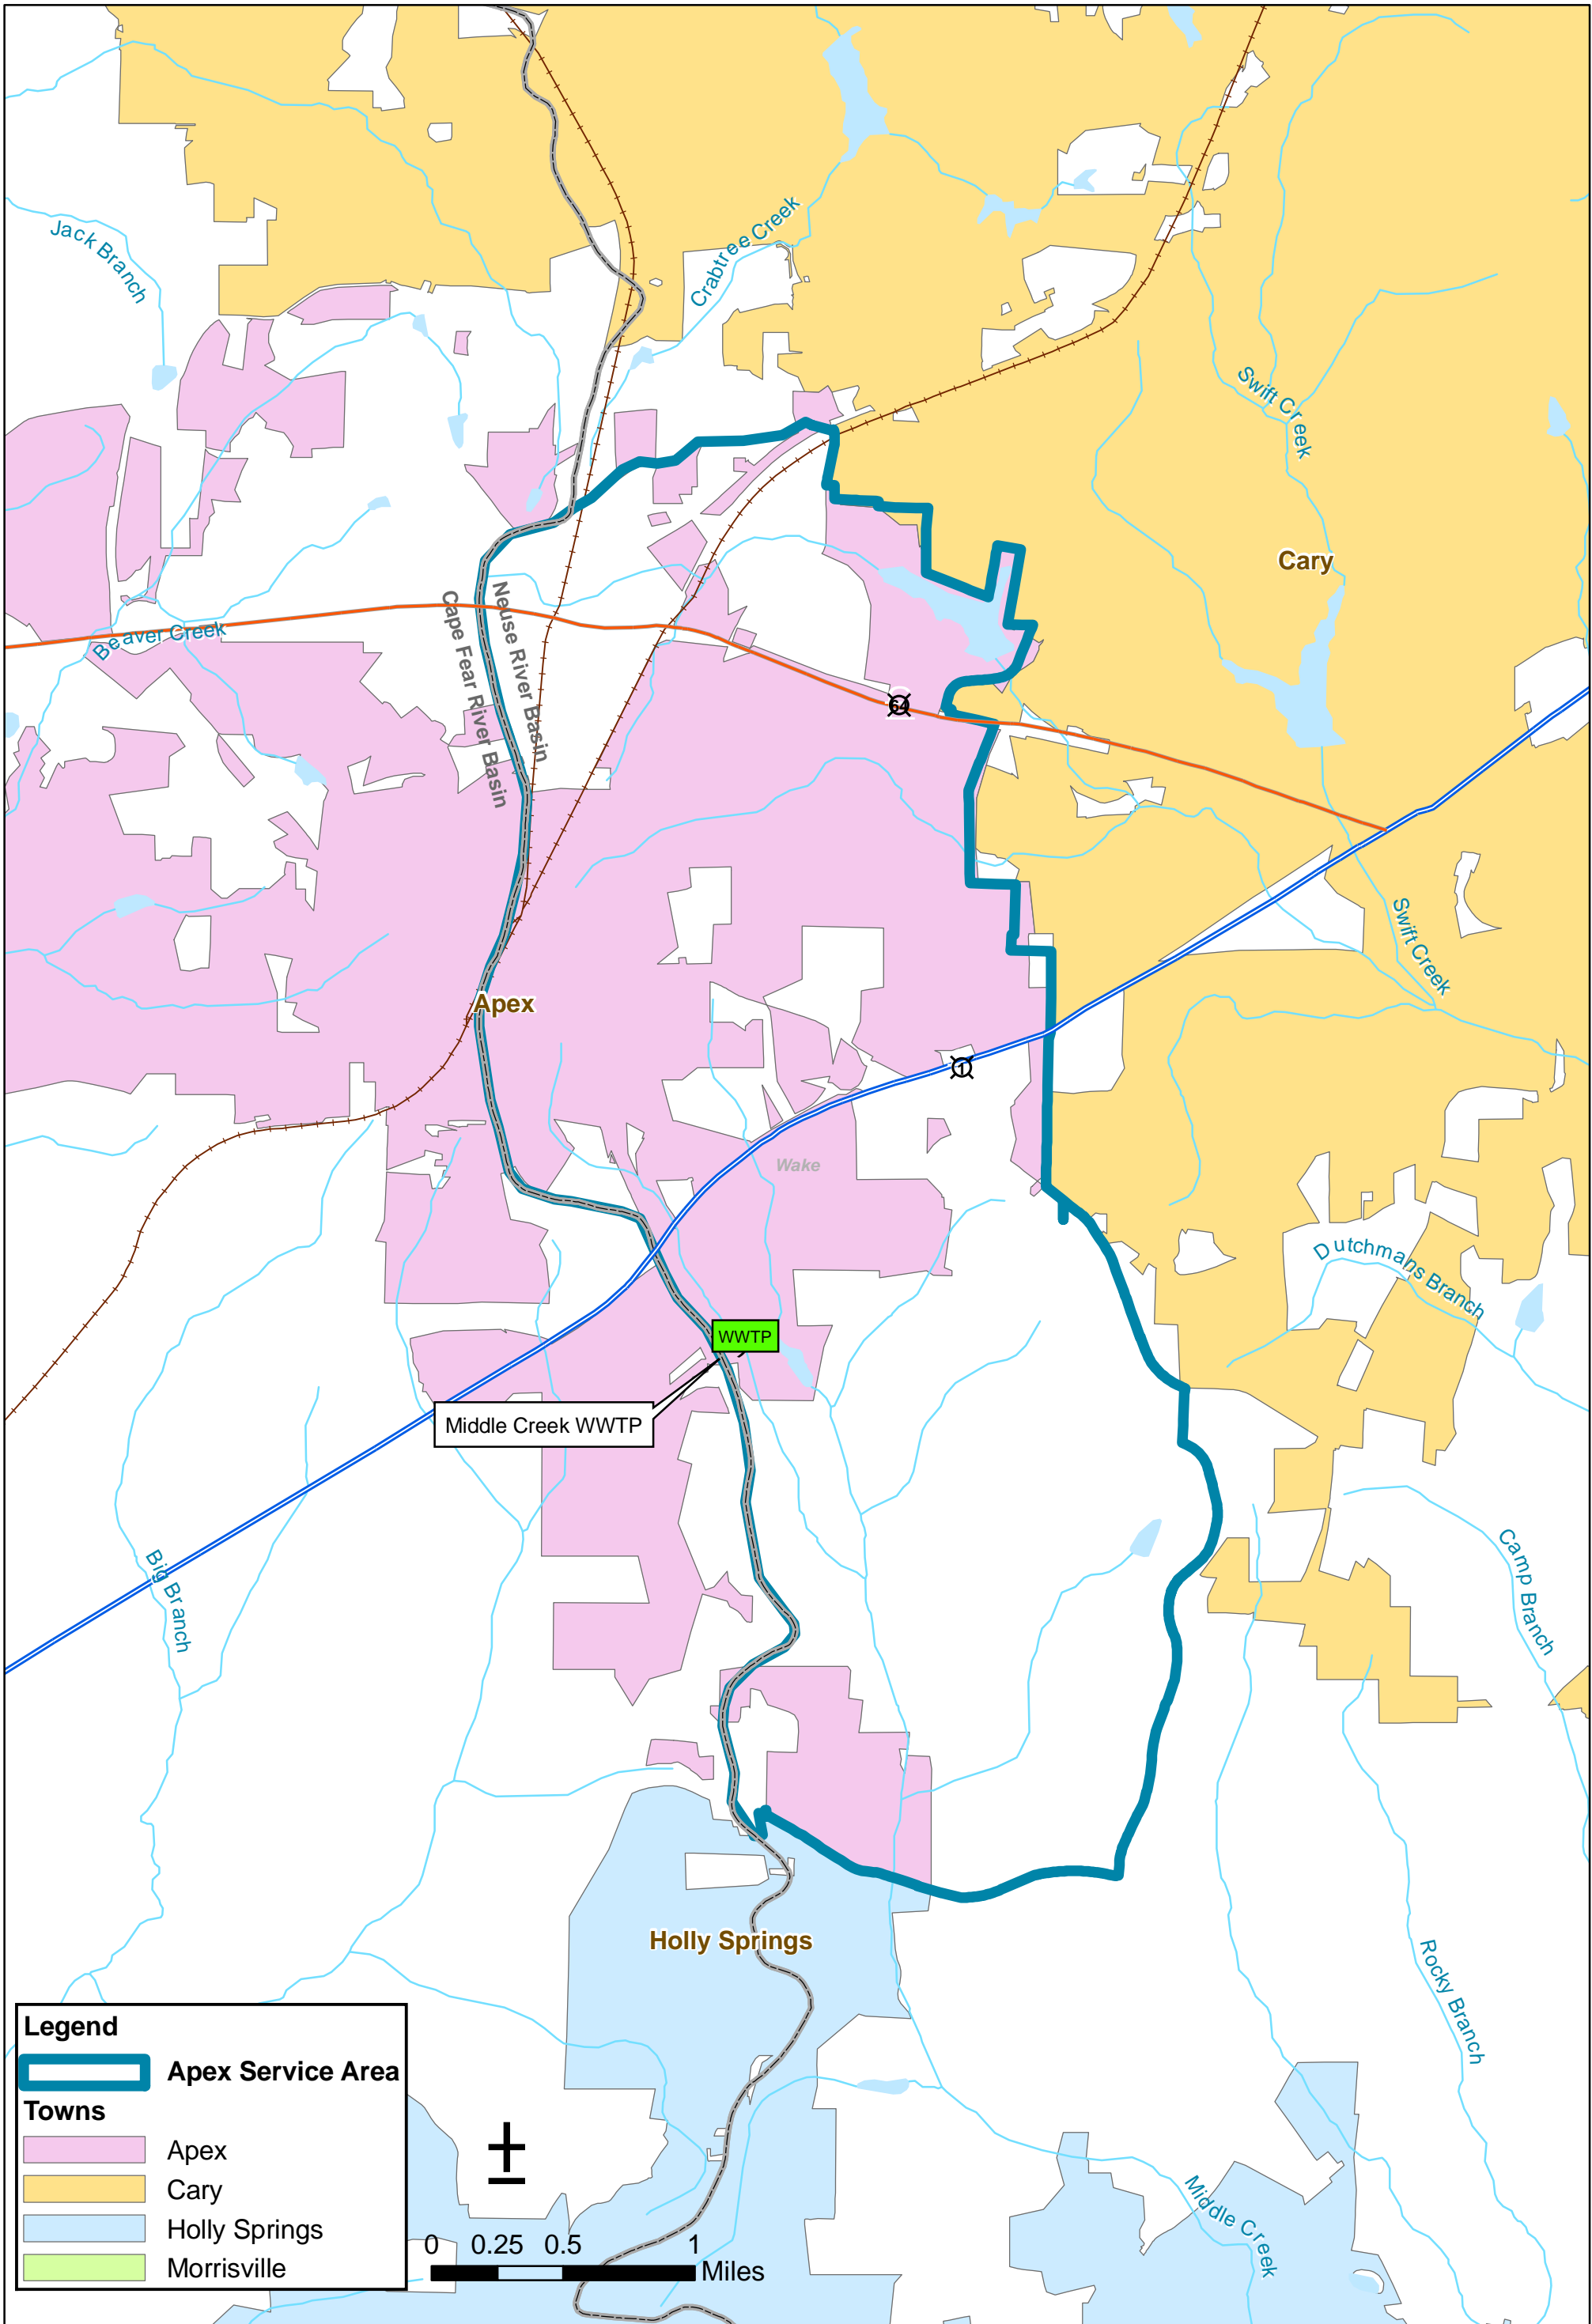 Jack Branch
Crabtree Creek
Swift Creek
Cary
Beaver Creek
Neuse River Basin
Cape Fear River Basin
64
Swift Creek
Apex
1
Wake
Dutchmans Branch
WWTP
Middle Creek WWTP
Big Branch
Camp Branch
Holly Springs
Rocky Branch
Middle Creek
Legend
Apex Service Area
Towns
Apex
Cary
Holly Springs
Morrisville
0 0.25 0.5 1
Miles